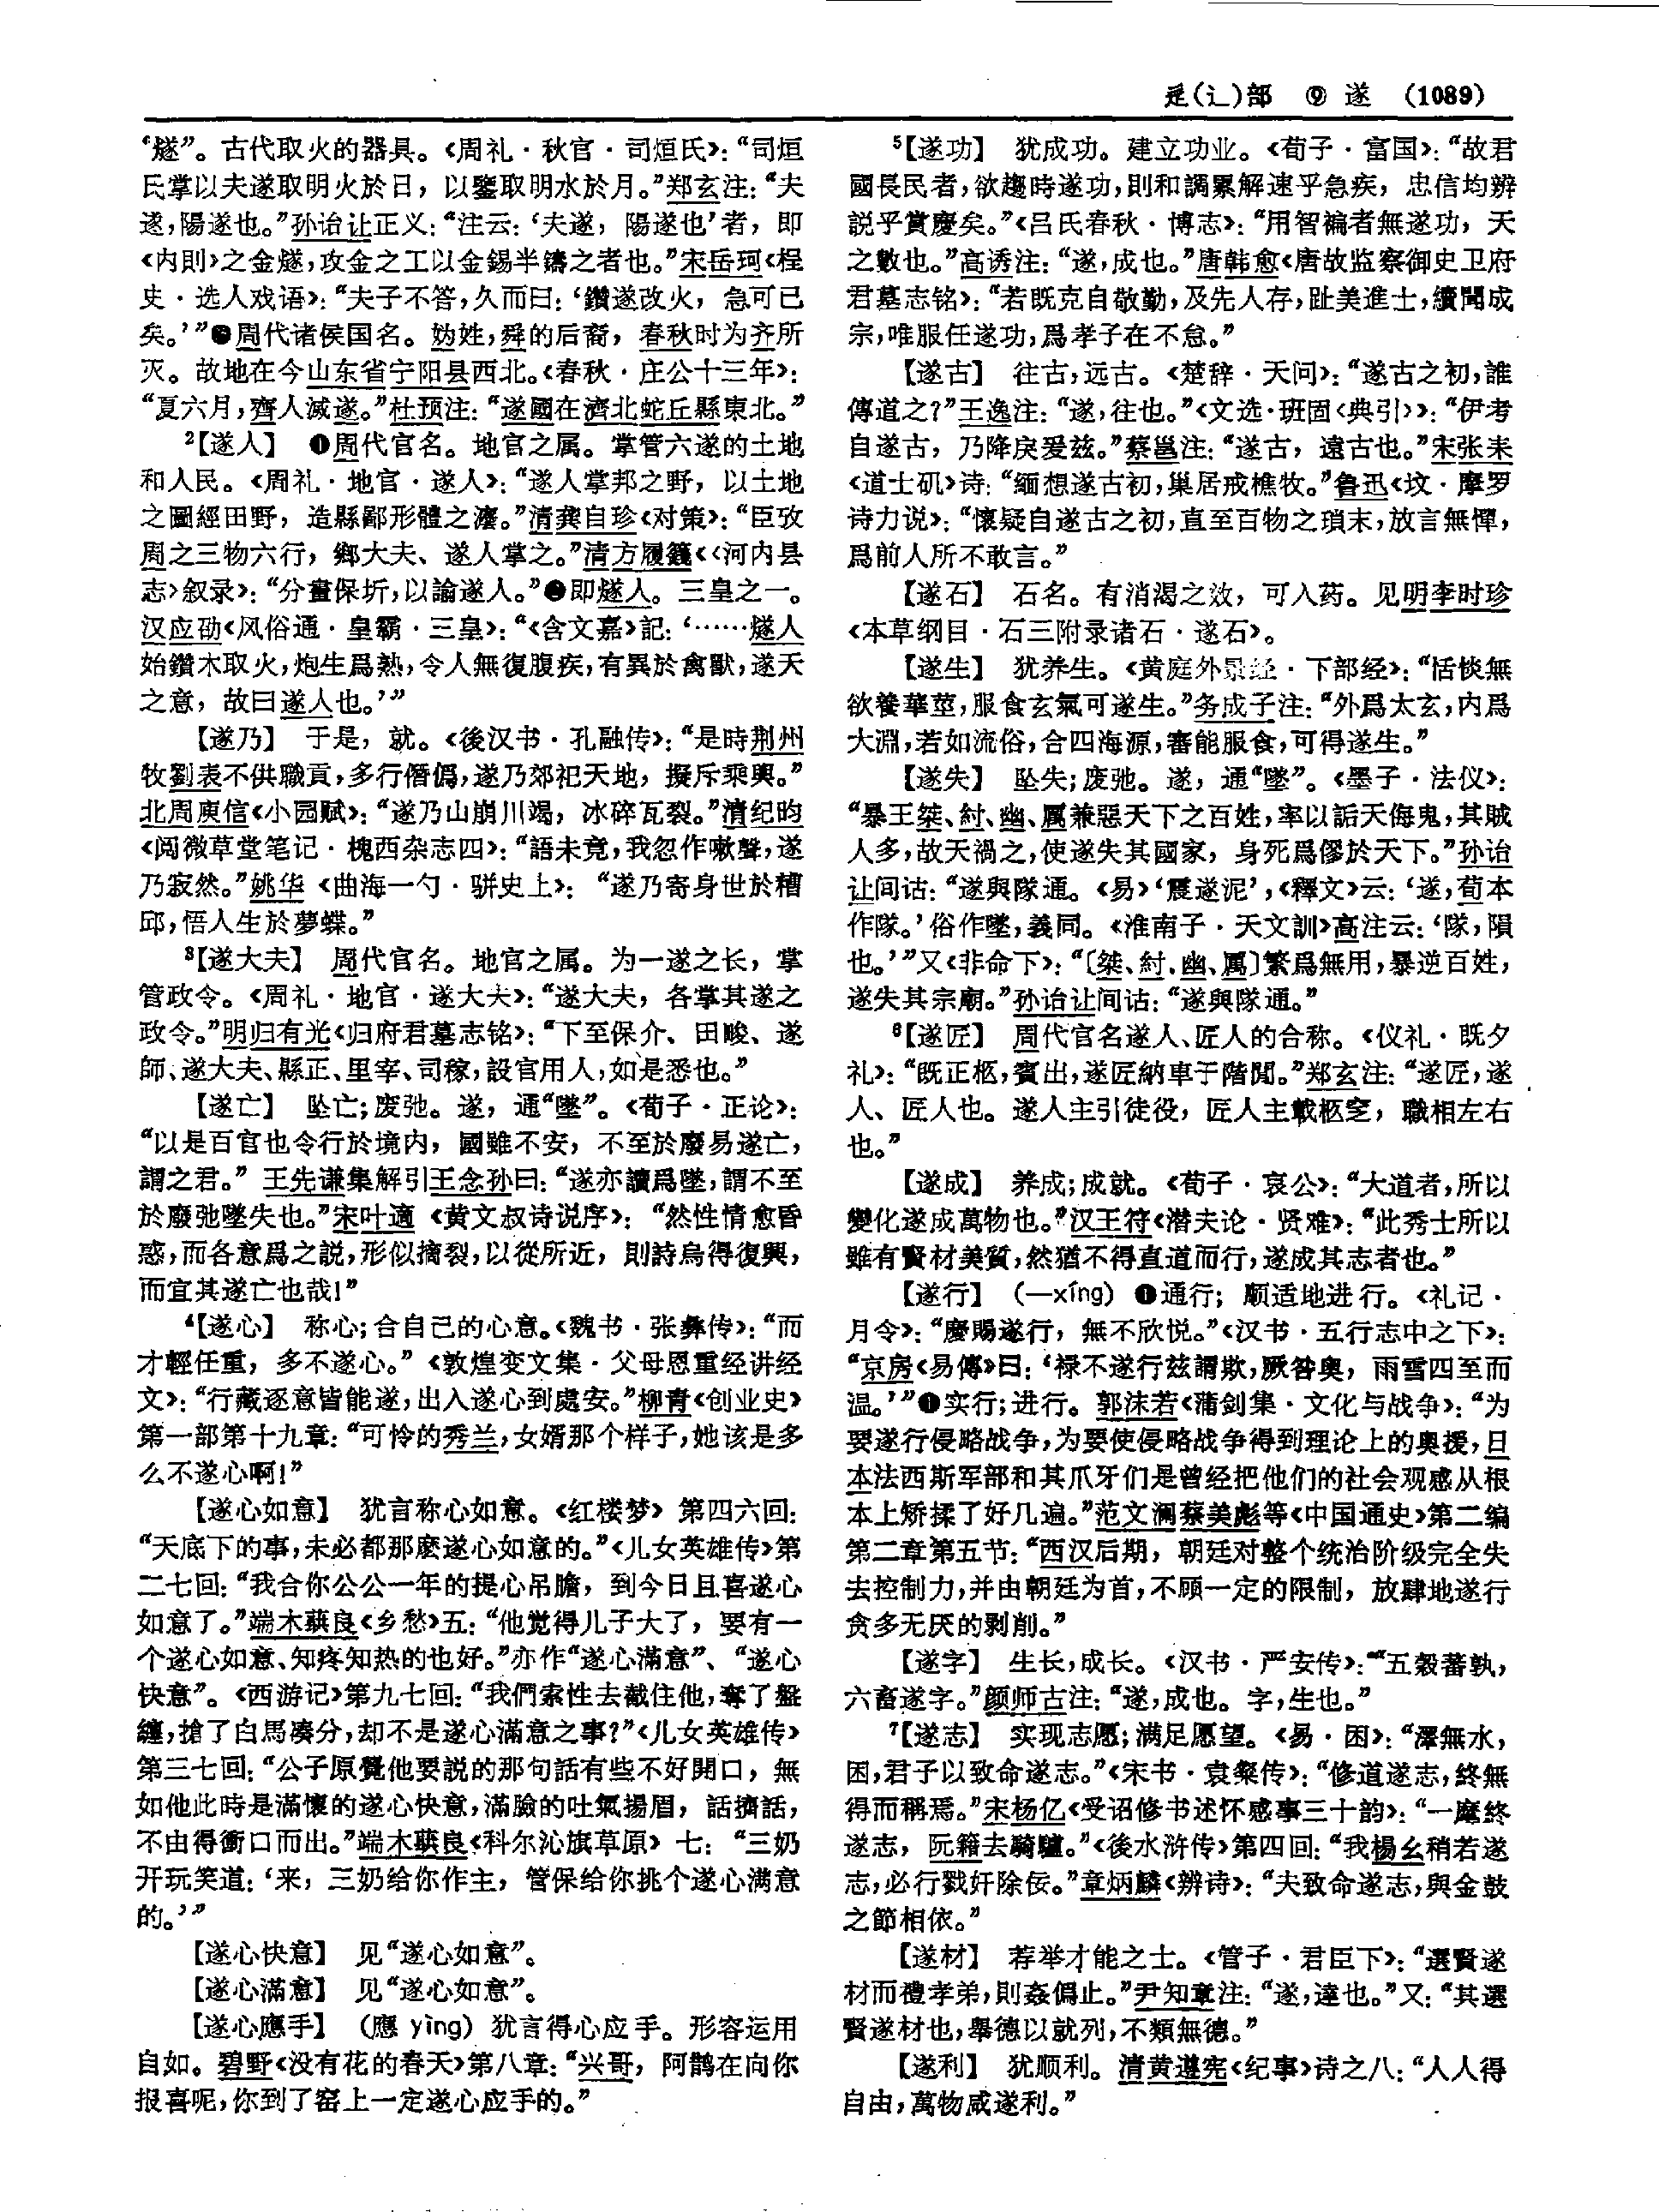 辵(辶)部 ⑨ 遂 (1089)
“燧”。古代取火的器具。《周礼·秋官·司烜氏》：“司烜
氏掌以夫遂取明火於日，以鑒取明水於月。”郑玄注：“夫
遂，陽遂也。”孙诒让正义：“注云：‘夫遂，陽遂也’者，即
《内則》之金燧，攻金之工以金錫半鑄之者也。”宋岳珂《桯
史·选人戏语》：“夫子不答，久而曰：‘鑽遂改火，急可已
矣。’”周代诸侯国名。妫姓，舜的后裔，春秋时为齐所
灭。故地在今山东省宁阳县西北。《春秋·庄公十三年》：
“夏六月，齊人滅遂。”杜预注：“遂國在濟北蛇丘縣東北。”
2【遂人】 ❶周代官名。地官之属。掌管六遂的土地
和人民。《周礼·地官·遂人》：“遂人掌邦之野，以土地
之圖經田野，造縣鄙形體之灋。”清龚自珍《对策》：“臣攷
周之三物六行，鄉大夫、遂人掌之。”清方履篯《〈河内县
志〉叙录》：“分畫保圻，以諭遂人。”❷即燧人。三皇之一。
汉应劭《风俗通·皇霸·三皇》：“《含文嘉》記：‘……燧人
始鑽木取火，炮生爲熟，令人無復腹疾，有異於禽獸，遂天
之意，故曰遂人也。’”
【遂乃】 于是，就。《後汉书·孔融传》：“是時荆州
牧劉表不供職貢，多行僭僞，遂乃郊祀天地，擬斥乘輿。”
北周庾信《小园赋》：“遂乃山崩川竭，冰碎瓦裂。”清纪昀
《阅微草堂笔记·槐西杂志四》：“語未竟，我忽作嗽聲，遂
乃寂然。”姚华《曲海一勺·骈史上》：“遂乃寄身世於糟
邱，悟人生於夢蝶。”
3【遂大夫】 周代官名。地官之属。为一遂之长，掌
管政令。《周礼·地官·遂大夫》：“遂大夫，各掌其遂之
政令。”明归有光《归府君墓志铭》：“下至保介、田畯、遂
師、遂大夫、縣正、里宰、司稼，設官用人，如是悉也。”
【遂亡】 坠亡；废弛。遂，通“墜”。《荀子·正论》：
“以是百官也令行於境内，國雖不安，不至於廢易遂亡，
謂之君。”王先谦集解引王念孙曰：“遂亦讀爲墜，謂不至
於廢弛墜失也。”宋叶適《黄文叔诗说序》：“然性情愈昏
惑，而各意爲之説，形似摘裂，以從所近，則詩烏得復興，
而宜其遂亡也哉！”
4【遂心】 称心；合自己的心意。《魏书·张彝传》：“而
才輕任重，多不遂心。”《敦煌变文集·父母恩重经讲经
文》：“行藏逐意皆能遂，出入遂心到處安。”柳青《创业史》
第一部第十九章：“可怜的秀兰，女婿那个样子，她该是多
么不遂心啊！”
【遂心如意】 犹言称心如意。《红楼梦》第四六回：
“天底下的事，未必都那麽遂心如意的。”《儿女英雄传》第
二七回：“我合你公公一年的提心吊膽，到今日且喜遂心
如意了。”端木蕻良《乡愁》五：“他觉得儿子大了，要有一
个遂心如意、知疼知热的也好。”亦作“遂心滿意”、“遂心
快意”。《西游记》第九七回：“我們索性去截住他，奪了盤
纏，搶了白馬凑分，却不是遂心滿意之事？”《儿女英雄传》
第三七回：“公子原覺他要説的那句話有些不好開口，無
如他此時是滿懷的遂心快意，滿臉的吐氣揚眉，話擠話，
不由得衝口而出。”端木蕻良《科尔沁旗草原》七：“三奶
开玩笑道：‘来，三奶给你作主，管保给你挑个遂心满意
的。’”
【遂心快意】 见“遂心如意”。
【遂心滿意】 见“遂心如意”。
【遂心應手】 (應 yìng) 犹言得心应手。形容运用
自如。碧野《没有花的春天》第八章：“兴哥，阿鹊在向你
报喜呢，你到了窑上一定遂心应手的。”
5【遂功】 犹成功。建立功业。《荀子·富国》：“故君
國長民者，欲趨時遂功，則和調累解速乎急疾，忠信均辨
説乎賞慶矣。”《吕氏春秋·博志》：“用智褊者無遂功，天
之數也。”高诱注：“遂，成也。”唐韩愈《唐故监察御史卫府
君墓志铭》：“若既克自敬勤，及先人存，趾美進士，續聞成
宗，唯服任遂功，爲孝子在不怠。”
【遂古】 往古，远古。《楚辞·天问》：“遂古之初，誰
傳道之？”王逸注：“遂，往也。”《文选·班固〈典引〉》：“伊考
自遂古，乃降戾爰兹。”蔡邕注：“遂古，遠古也。”宋张耒
《道士矶》诗：“緬想遂古初，巢居戒樵牧。”鲁迅《坟·摩罗
诗力说》：“懷疑自遂古之初，直至百物之瑣末，放言無憚，
爲前人所不敢言。”
【遂石】 石名。有消渴之效，可入药。见明李时珍
《本草纲目·石三附录诸石·遂石》。
【遂生】 犹养生。《黄庭外景经·下部经》：“恬惔無
欲養華莖，服食玄氣可遂生。”务成子注：“外爲太玄，内爲
大淵，若如流俗，合四海源，審能服食，可得遂生。”
【遂失】 坠失；废弛。遂，通“墜”。《墨子·法仪》：
“暴王桀、紂、幽、厲兼惡天下之百姓，率以詬天侮鬼，其賊
人多，故天禍之，使遂失其國家，身死爲僇於天下。”孙诒
让间诂：“遂與隊通。《易》‘震遂泥’，《釋文》云：‘遂，荀本
作隊。’俗作墜，義同。《淮南子·天文訓》高注云：‘隊，隕
也。’”又《非命下》：“〔桀、紂、幽、厲〕繁爲無用，暴逆百姓，
遂失其宗廟。”孙诒让间诂：“遂與隊通。”
6【遂匠】 周代官名遂人、匠人的合称。《仪礼·既夕
礼》：“既正柩，賓出，遂匠納車于階間。”郑玄注：“遂匠，遂
人、匠人也。遂人主引徒役，匠人主載柩窆，職相左右
也。”
【遂成】 养成；成就。《荀子·哀公》：“大道者，所以
變化遂成萬物也。”汉王符《潜夫论·贤难》：“此秀士所以
雖有賢材美質，然猶不得直道而行，遂成其志者也。”
【遂行】 (—xíng) ❶通行；顺适地进行。《礼记·
月令》：“慶賜遂行，無不欣悦。”《汉书·五行志中之下》：
“京房《易傳》曰：‘禄不遂行兹謂欺，厥咎奥，雨雪四至而
温。’”❶实行；进行。郭沫若《蒲剑集·文化与战争》：“为
要遂行侵略战争，为要使侵略战争得到理论上的奥援，日
本法西斯军部和其爪牙们是曾经把他们的社会观感从根
本上矫揉了好几遍。”范文澜蔡美彪等《中国通史》第二编
第二章第五节：“西汉后期，朝廷对整个统治阶级完全失
去控制力，并由朝廷为首，不顾一定的限制，放肆地遂行
贪多无厌的剥削。”
【遂字】 生长，成长。《汉书·严安传》：“五穀蕃孰，
六畜遂字。”颜师古注：“遂，成也。字，生也。”
7【遂志】 实现志愿；满足愿望。《易·困》：“澤無水，
困，君子以致命遂志。”《宋书·袁粲传》：“修道遂志，終無
得而稱焉。”宋杨亿《受诏修书述怀感事三十韵》：“一麾終
遂志，阮籍去騎驢。”《後水浒传》第四回：“我楊幺稍若遂
志，必行戮奸除佞。”章炳麟《辨诗》：“夫致命遂志，與金鼓
之節相依。”
【遂材】 荐举才能之士。《管子·君臣下》：“選賢遂
材而禮孝弟，則姦僞止。”尹知章注：“遂，達也。”又：“其選
賢遂材也，舉德以就列，不類無德。”
【遂利】 犹顺利。清黄遵宪《纪事》诗之八：“人人得
自由，萬物咸遂利。”